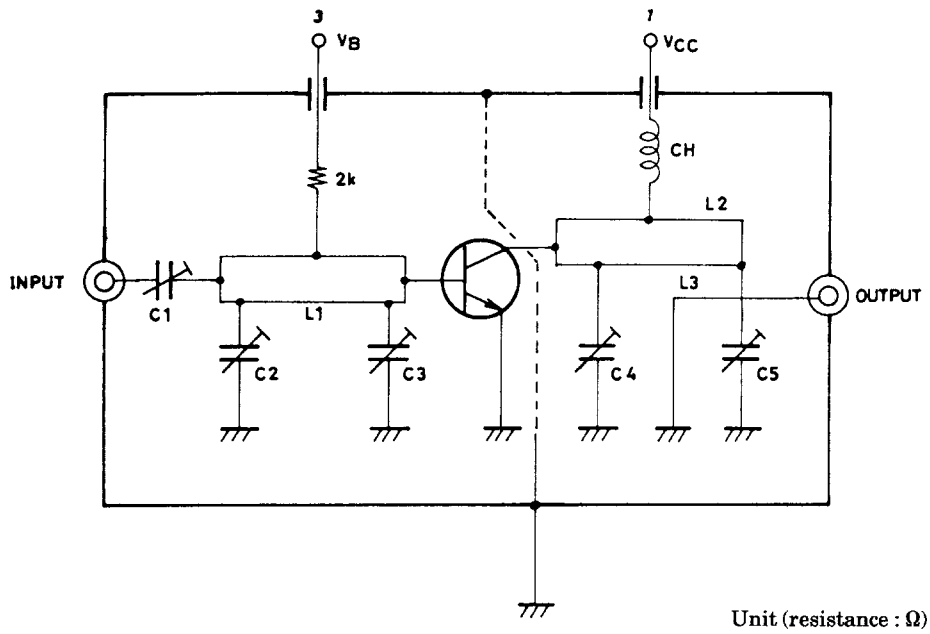 3
1
VB
VCC
CH
2k
L2
INPUT
C1
L1
L3
OUTPUT
C2
C3
C4
C5
Unit (resistance : Ω)